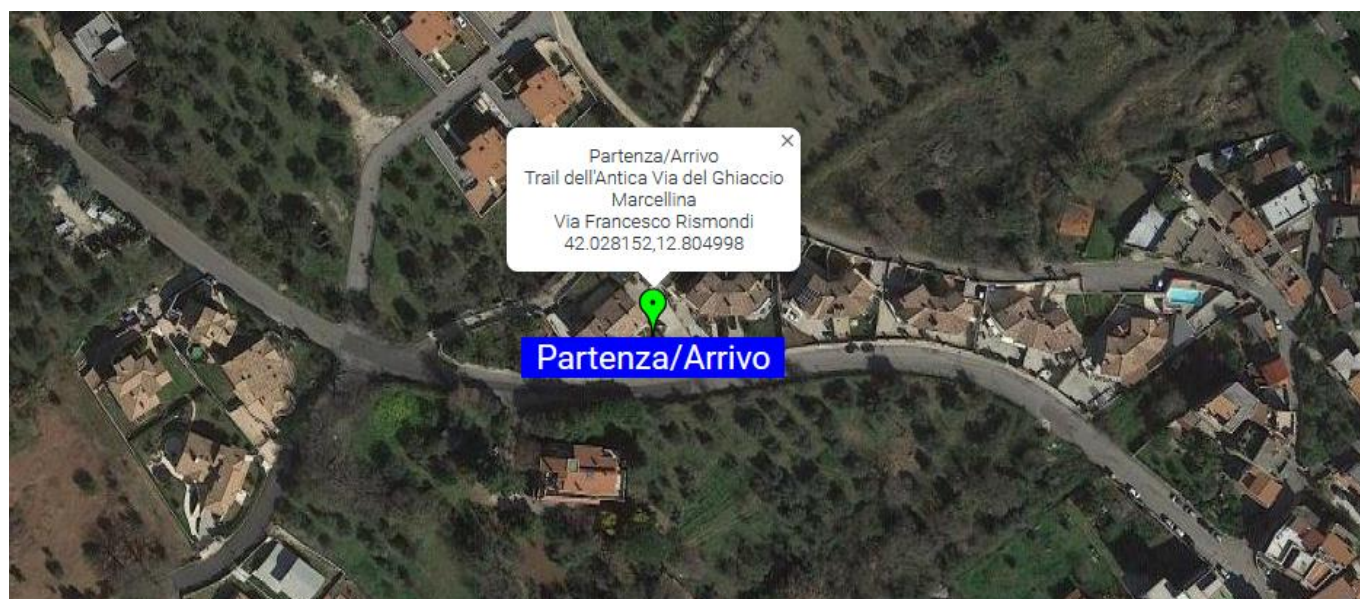 Partenza/Arrivo
Trail dell'Antica Via del Ghiaccio
Marcellina
Via Francesco Rismondi
42.028152,12.804998
Partenza/Arrivo